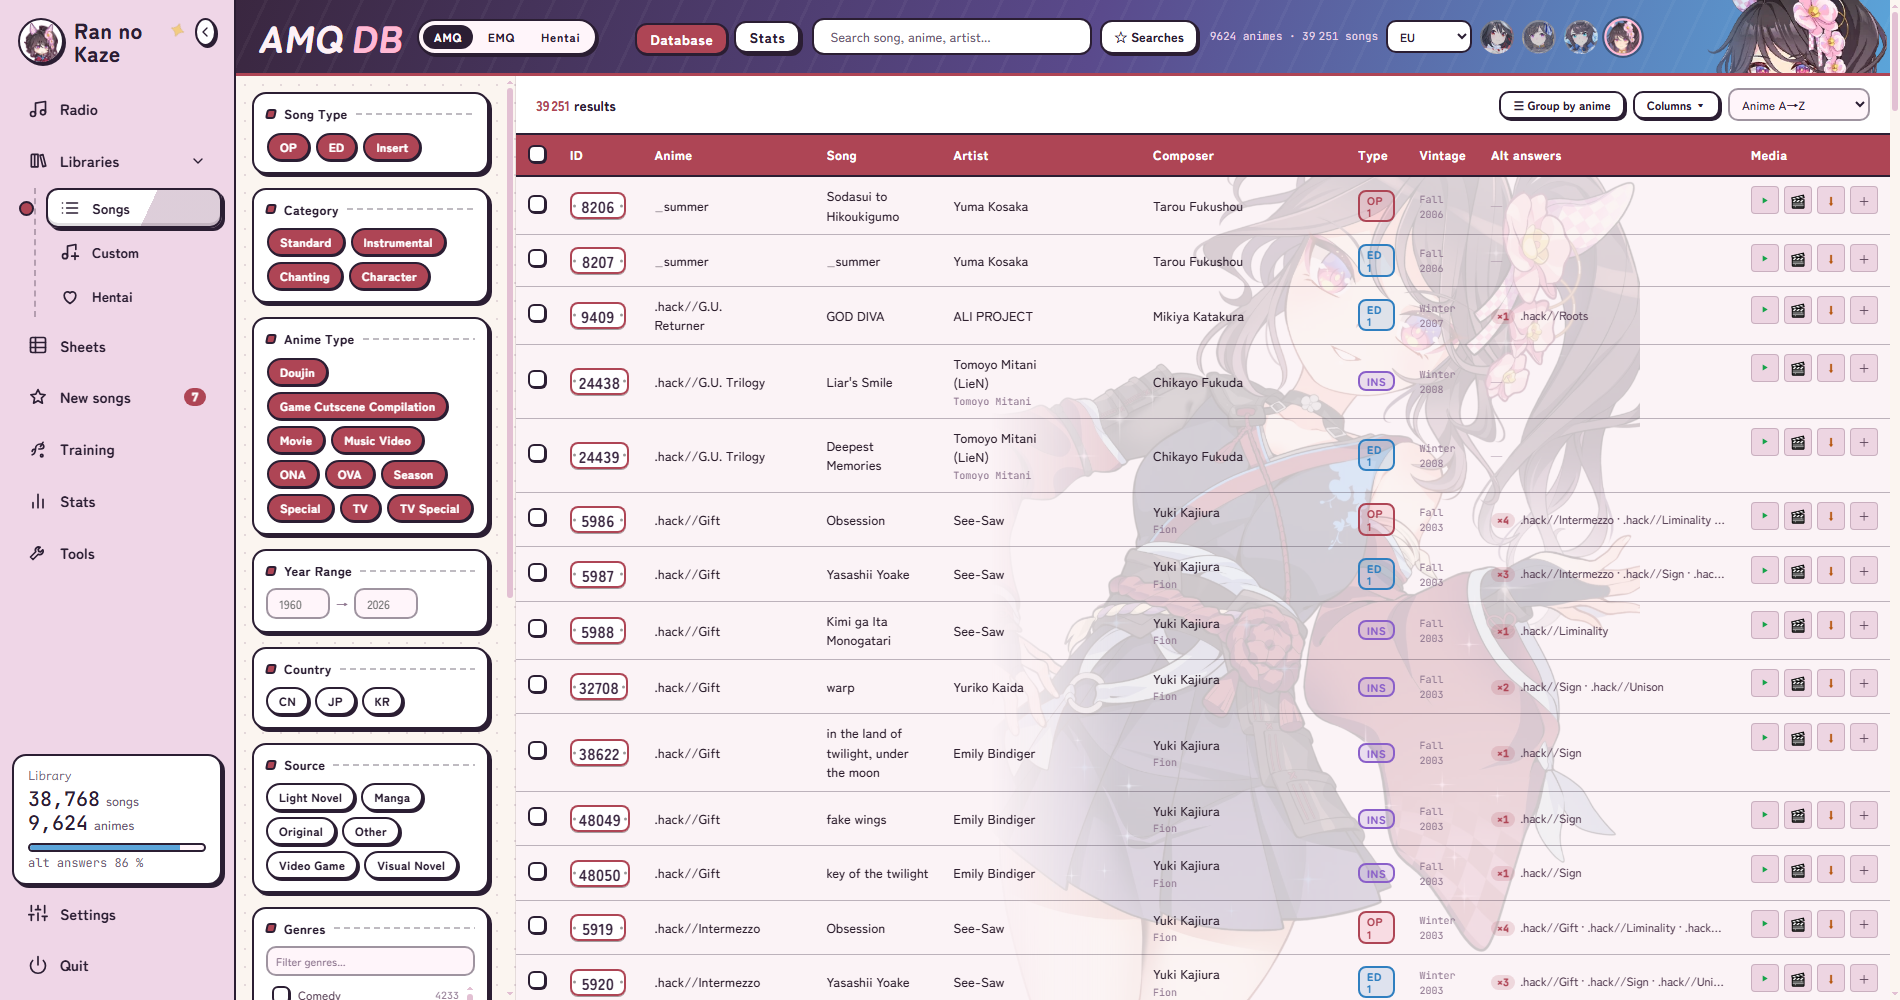 Ran no
Kaze
Radio
Libraries
Songs
Custom
Hentai
Sheets
New songs
7
Training
Stats
Tools
Library
38,768 songs
9,624 animes
alt answers 86 %
Settings
Quit
AMQ DB
AMQ EMQ Hentai
Database
Stats
Search song, anime, artist...
☆ Searches
9624 animes · 39 251 songs
EU
Song Type
OP ED Insert
Category
Standard Instrumental
Chanting Character
Anime Type
Doujin
Game Cutscene Compilation
Movie Music Video
ONA OVA Season
Special TV TV Special
Year Range
1960 → 2026
Country
CN JP KR
Source
Light Novel Manga
Original Other
Video Game Visual Novel
Genres
Filter genres...
Comedy 4233
39 251 results
☰ Group by anime
Columns ▾
Anime A→Z
ID Anime Song Artist Composer Type Vintage Alt answers Media
8206 _summer Sodasui to Hikoukigumo Yuma Kosaka Tarou Fukushou OP 1 Fall 2006 —
8207 _summer _summer Yuma Kosaka Tarou Fukushou ED 1 Fall 2006 —
9409 .hack//G.U. Returner GOD DIVA ALI PROJECT Mikiya Katakura ED 1 Winter 2007 ×1 .hack//Roots
24438 .hack//G.U. Trilogy Liar's Smile Tomoyo Mitani (LieN) Tomoyo Mitani Chikayo Fukuda INS Winter 2008 —
24439 .hack//G.U. Trilogy Deepest Memories Tomoyo Mitani (LieN) Tomoyo Mitani Chikayo Fukuda ED 1 Winter 2008 —
5986 .hack//Gift Obsession See-Saw Yuki Kajiura Fion OP 1 Fall 2003 ×4 .hack//Intermezzo · .hack//Liminality ...
5987 .hack//Gift Yasashii Yoake See-Saw Yuki Kajiura Fion ED 1 Fall 2003 ×3 .hack//Intermezzo · .hack//Sign · .hac...
5988 .hack//Gift Kimi ga Ita Monogatari See-Saw Yuki Kajiura Fion INS Fall 2003 ×1 .hack//Liminality
32708 .hack//Gift warp Yuriko Kaida Yuki Kajiura Fion INS Fall 2003 ×2 .hack//Sign · .hack//Unison
38622 .hack//Gift in the land of twilight, under the moon Emily Bindiger Yuki Kajiura Fion INS Fall 2003 ×1 .hack//Sign
48049 .hack//Gift fake wings Emily Bindiger Yuki Kajiura Fion INS Fall 2003 ×1 .hack//Sign
48050 .hack//Gift key of the twilight Emily Bindiger Yuki Kajiura Fion INS Fall 2003 ×1 .hack//Sign
5919 .hack//Intermezzo Obsession See-Saw Yuki Kajiura Fion OP 1 Winter 2003 ×4 .hack//Gift · .hack//Liminality · .hack...
5920 .hack//Intermezzo Yasashii Yoake See-Saw Yuki Kajiura Fion ED 1 Winter 2003 ×3 .hack//Gift · .hack//Sign · .hack//Uni...